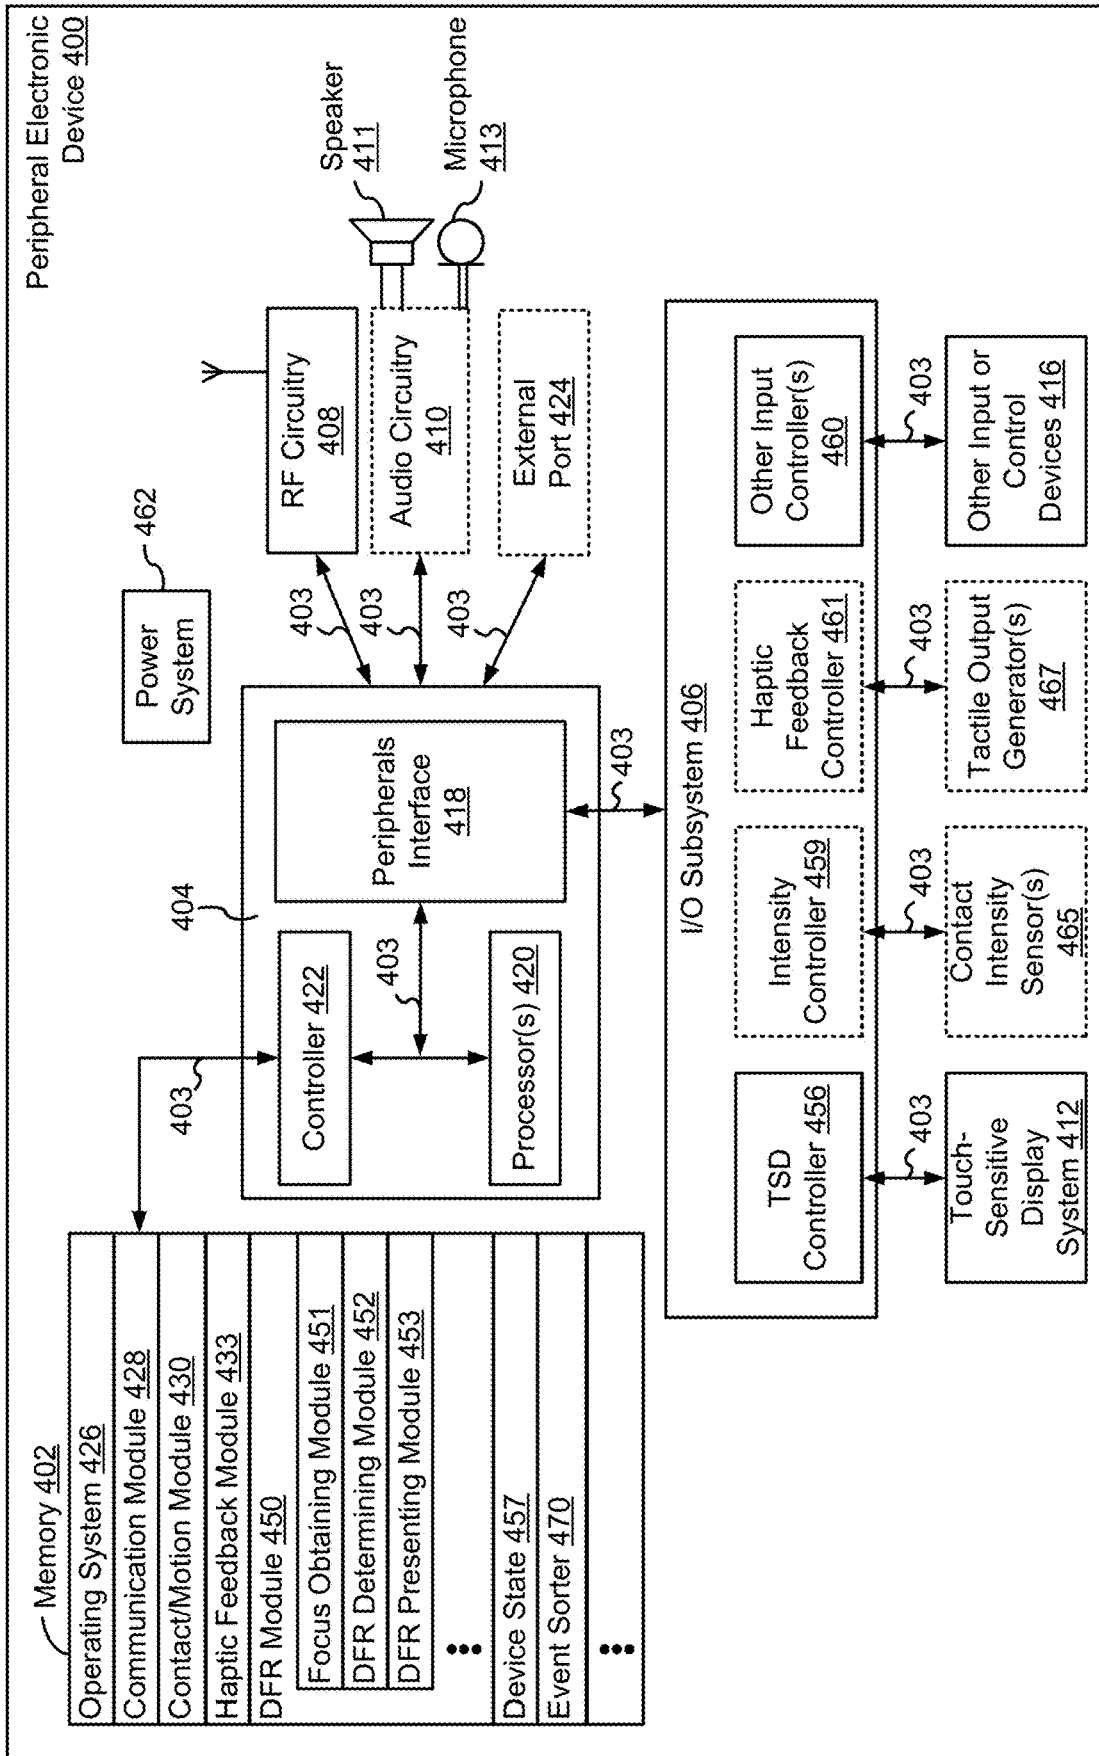 Peripheral Electronic
Device 400
Memory 402
Operating System 426
Communication Module 428
Contact/Motion Module 430
Haptic Feedback Module 433
DFR Module 450
Focus Obtaining Module 451
DFR Determining Module 452
DFR Presenting Module 453
Device State 457
Event Sorter 470
403
404
Controller 422
Processor(s) 420
403
Peripherals
Interface
418
Power
System
462
403
403
403
403
RF Circuitry
408
Audio Circuitry
410
External
Port 424
Speaker
411
Microphone
413
I/O Subsystem 406
TSD
Controller 456
Intensity
Controller 459
Haptic
Feedback
Controller 461
Other Input
Controller(s)
460
403
403
403
403
Touch-
Sensitive
Display
System 412
Contact
Intensity
Sensor(s)
465
Tactile Output
Generator(s)
467
Other Input or
Control
Devices 416